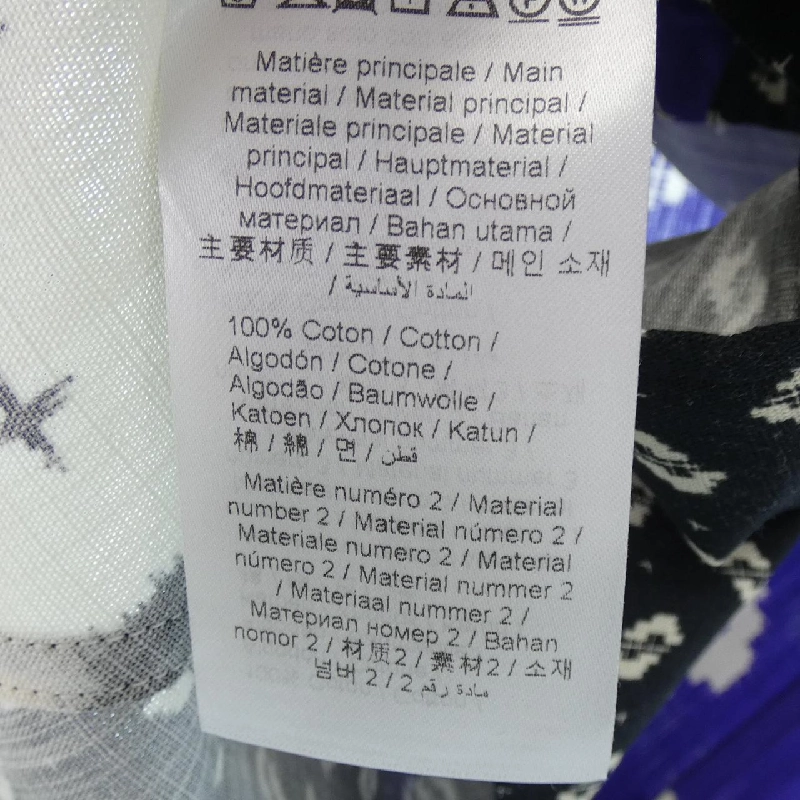 Matière principale / Main
material / Material principal /
Materiale principale / Material
principal / Hauptmaterial /
Hoofdmateriaal / Основной
материал / Bahan utama /
主要材质 / 主要素材 / 메인 소재
/ المادة الأساسية /
100% Coton / Cotton /
Algodón / Cotone /
Algodão / Baumwolle /
Katoen / Хлопок / Katun /
棉 / 綿 / 면 / قطن
Matière numéro 2 / Material
number 2 / Material número 2 /
Materiale numero 2 / Material
número 2 / Material nummer 2
/ Materiaal nummer 2 /
Материал номер 2 / Bahan
nomor 2 / 材质2 / 素材2 / 소재
넘버 2 / مادة رقم 2